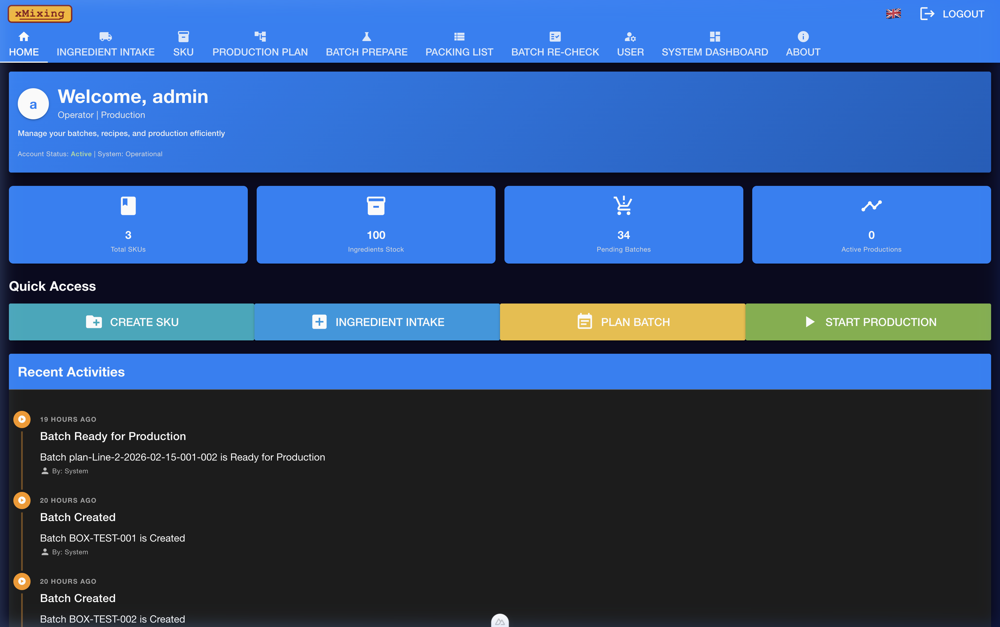 xMixing
LOGOUT
HOME
INGREDIENT INTAKE
SKU
PRODUCTION PLAN
BATCH PREPARE
PACKING LIST
BATCH RE-CHECK
USER
SYSTEM DASHBOARD
ABOUT
a
Welcome, admin
Operator | Production
Manage your batches, recipes, and production efficiently
Account Status: Active | System: Operational
3
Total SKUs
100
Ingredients Stock
34
Pending Batches
0
Active Productions
Quick Access
CREATE SKU
INGREDIENT INTAKE
PLAN BATCH
START PRODUCTION
Recent Activities
19 HOURS AGO
Batch Ready for Production
Batch plan-Line-2-2026-02-15-001-002 is Ready for Production
By: System
20 HOURS AGO
Batch Created
Batch BOX-TEST-001 is Created
By: System
20 HOURS AGO
Batch Created
Batch BOX-TEST-002 is Created